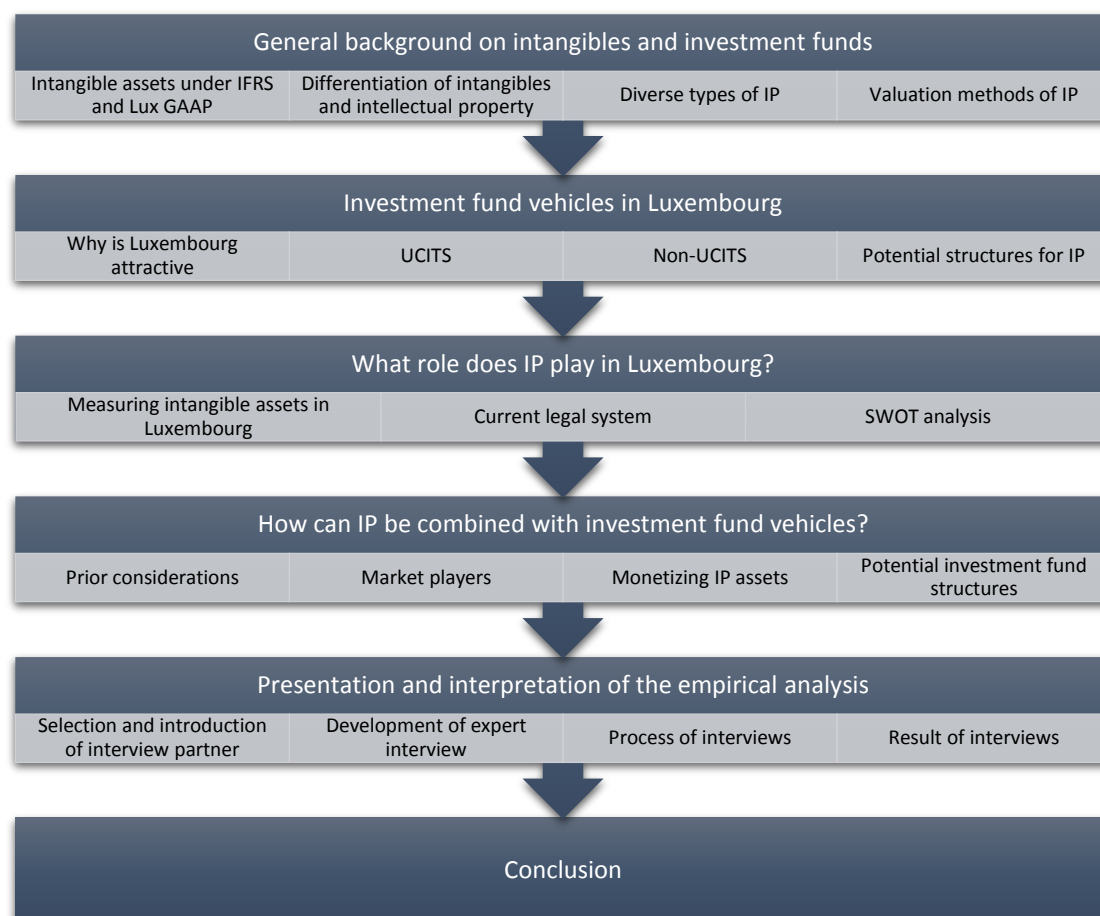 General background on intangibles and investment funds
Intangible assets under IFRS
and Lux GAAP
Differentiation of intangibles
and intellectual property
Diverse types of IP
Valuation methods of IP
Investment fund vehicles in Luxembourg
Why is Luxembourg
attractive
UCITS
Non-UCITS
Potential structures for IP
What role does IP play in Luxembourg?
Measuring intangible assets in
Luxembourg
Current legal system
SWOT analysis
How can IP be combined with investment fund vehicles?
Prior considerations
Market players
Monetizing IP assets
Potential investment fund
structures
Presentation and interpretation of the empirical analysis
Selection and introduction
of interview partner
Development of expert
interview
Process of interviews
Result of interviews
Conclusion